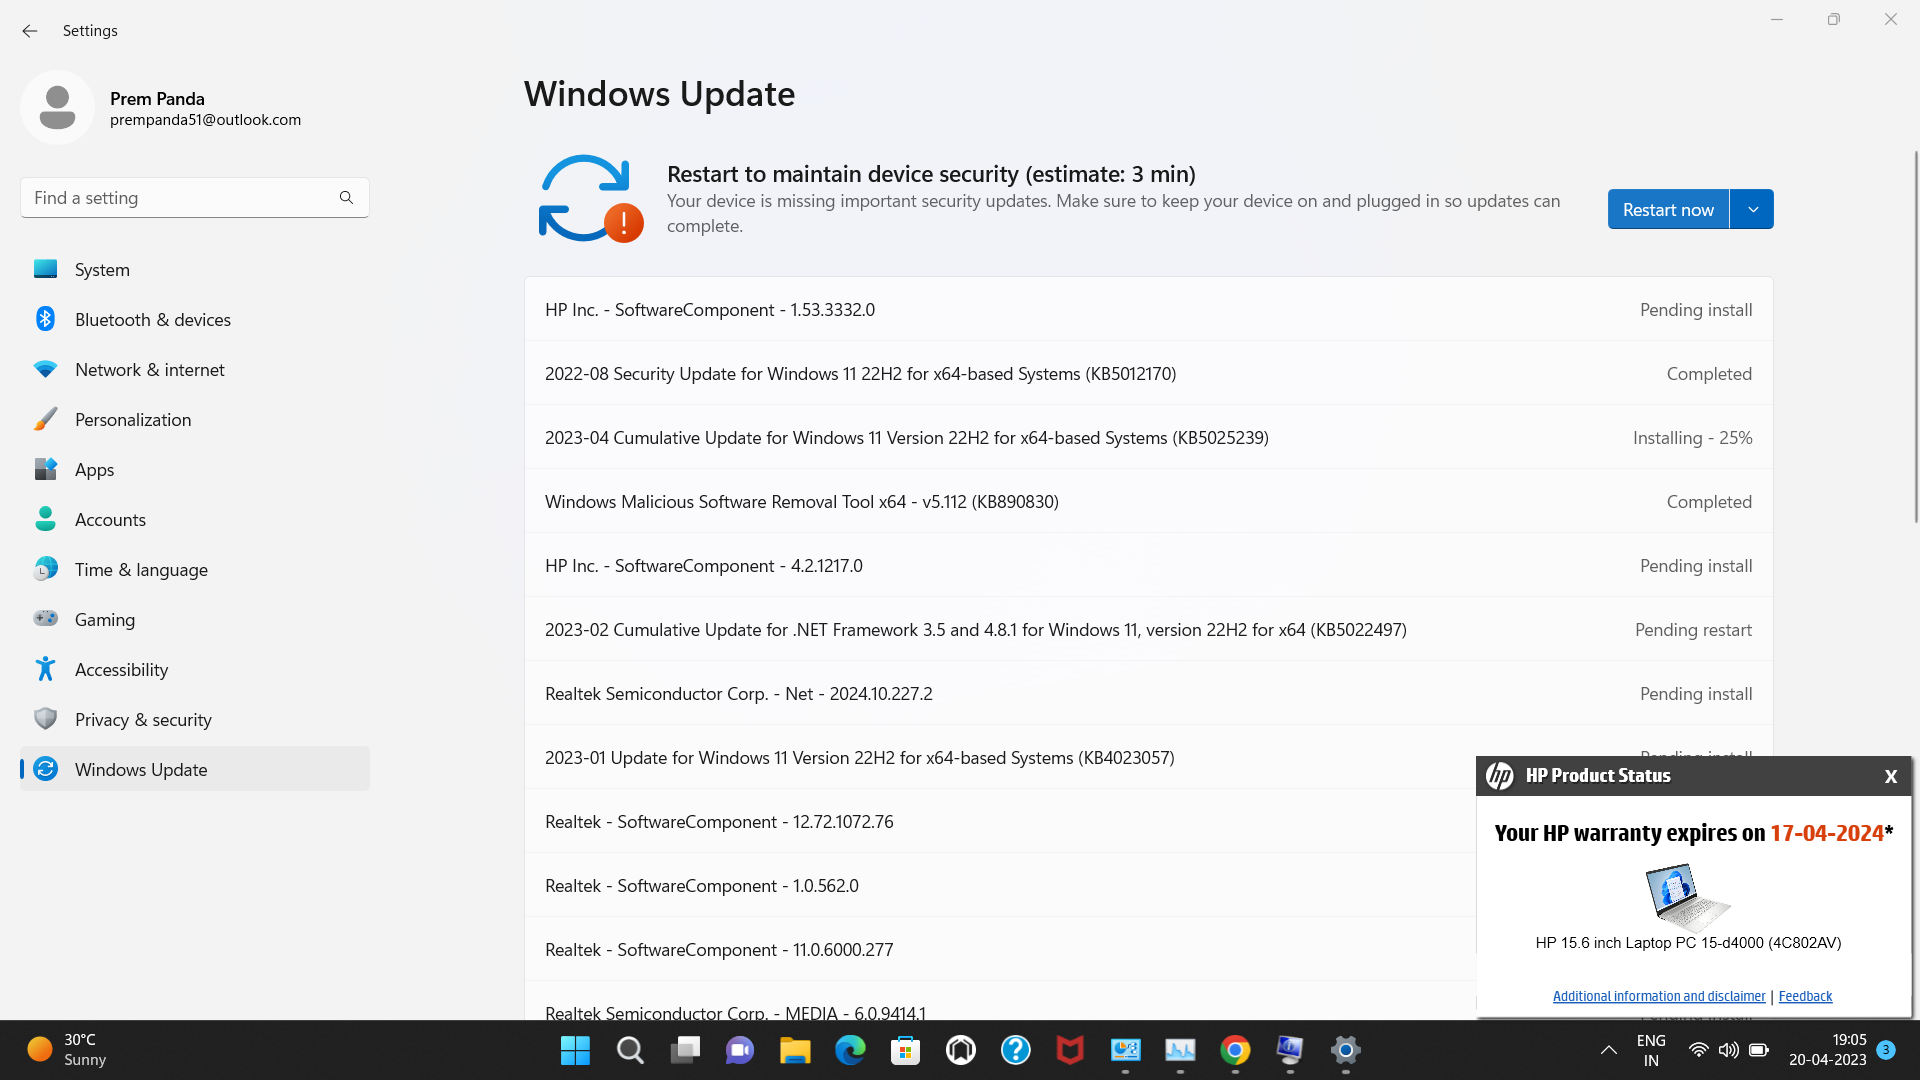 Settings
Prem Panda
prempanda51@outlook.com
Find a setting
System
Bluetooth & devices
Network & internet
Personalization
Apps
Accounts
Time & language
Gaming
Accessibility
Privacy & security
Windows Update
Windows Update
Restart to maintain device security (estimate: 3 min)
Your device is missing important security updates. Make sure to keep your device on and plugged in so updates can
complete.
Restart now
HP Inc. - SoftwareComponent - 1.53.3332.0 Pending install
2022-08 Security Update for Windows 11 22H2 for x64-based Systems (KB5012170) Completed
2023-04 Cumulative Update for Windows 11 Version 22H2 for x64-based Systems (KB5025239) Installing - 25%
Windows Malicious Software Removal Tool x64 - v5.112 (KB890830) Completed
HP Inc. - SoftwareComponent - 4.2.1217.0 Pending install
2023-02 Cumulative Update for .NET Framework 3.5 and 4.8.1 for Windows 11, version 22H2 for x64 (KB5022497) Pending restart
Realtek Semiconductor Corp. - Net - 2024.10.227.2 Pending install
2023-01 Update for Windows 11 Version 22H2 for x64-based Systems (KB4023057) Pending install
Realtek - SoftwareComponent - 12.72.1072.76
Realtek - SoftwareComponent - 1.0.562.0
Realtek - SoftwareComponent - 11.0.6000.277
Realtek Semiconductor Corp. - MEDIA - 6.0.9414.1 Pending install
hp HP Product Status X
Your HP warranty expires on 17-04-2024*
HP 15.6 inch Laptop PC 15-d4000 (4C802AV)
Additional information and disclaimer | Feedback
30°C
Sunny
ENG
IN
19:05
20-04-2023
3